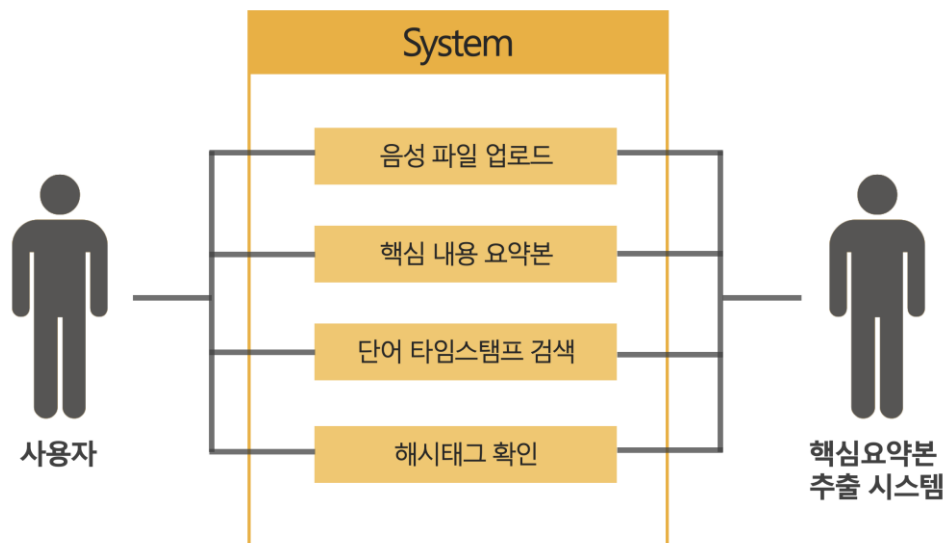 System
음성 파일 업로드
핵심 내용 요약본
단어 타임스탬프 검색
해시태그 확인
사용자
핵심요약본
추출 시스템